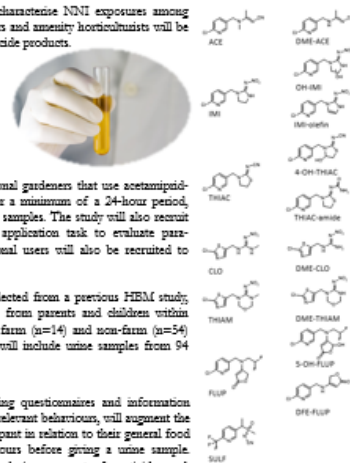 characterise NNI exposures among
s and amenity horticulturists will be
cide products.
nal gardeners that use acetamiprid-
r a minimum of a 24-hour period,
samples. The study will also recruit
application task to evaluate para-
onal users will also be recruited to
lected from a previous HBM study,
from parents and children within
farm (n=14) and non-farm (n=54)
will include urine samples from 94
ing questionnaires and information
relevant behaviours, will augment the
pant in relation to their general food
ours before giving a urine sample.
ACE
DME-ACE
OH-IMI
IMI
IMI-olefin
4-OH-THIAC
THIAC
THIAC-amide
CLO
DME-CLO
THIAM
DME-THIAM
5-OH-FLUP
FLUP
DFE-FLUP
SULF